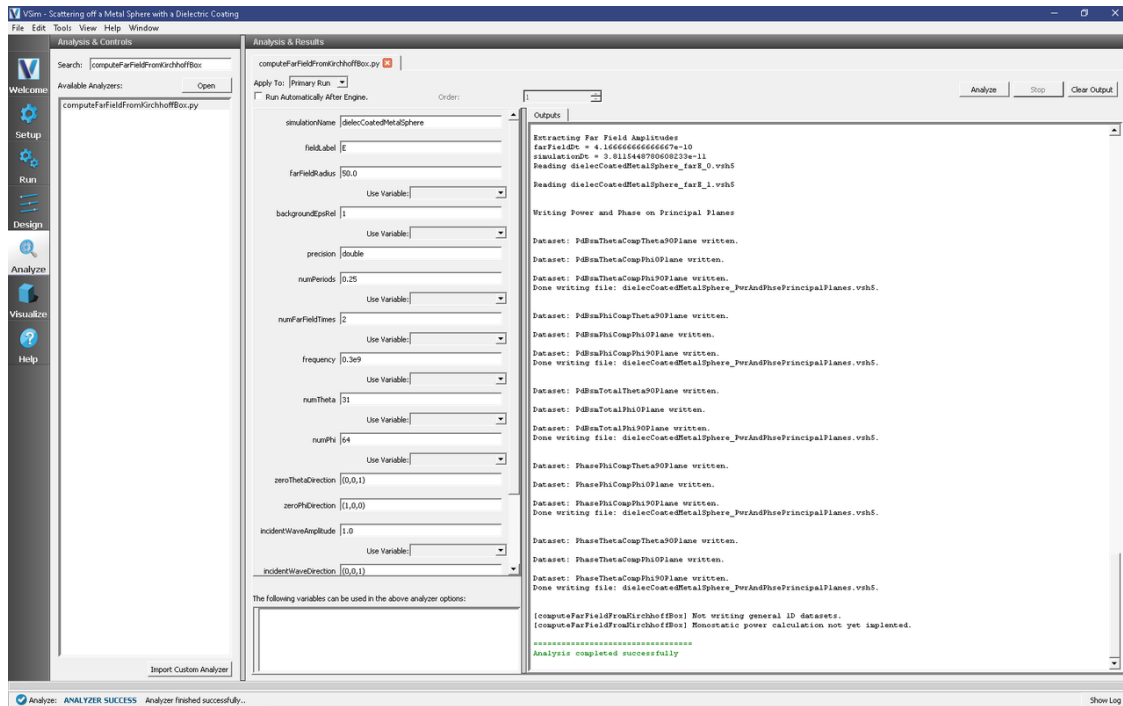 VSim - Scattering off a Metal Sphere with a Dielectric Coating
File Edit Tools View Help Window
Analysis & Controls
Analysis & Results
Welcome
Setup
Run
Design
Analyze
Visualize
Help
Search: computeFarFieldFromKirchhoffBox
Available Analyzers: Open
computeFarFieldFromKirchhoffBox.py
Import Custom Analyzer
computeFarFieldFromKirchhoffBox.py
Apply To: Primary Run
Run Automatically After Engine. Order: 1
Analyze Stop Clear Output
simulationName dielecCoatedMetalSphere
fieldLabel E
farFieldRadius 50.0
Use Variable:
backgroundEpsRel 1
Use Variable:
precision double
numPeriods 0.25
Use Variable:
numFarFieldTimes 2
Use Variable:
frequency 0.3e9
Use Variable:
numTheta 31
Use Variable:
numPhi 64
Use Variable:
zeroThetaDirection (0,0,1)
zeroPhiDirection (1,0,0)
incidentWaveAmplitude 1.0
Use Variable:
incidentWaveDirection (0,0,1)
The following variables can be used in the above analyzer options:
Outputs
Extracting Far Field Amplitudes
farFieldDt = 4.166666666666667e-10
simulationDt = 3.8115448780608233e-11
Reading dielecCoatedMetalSphere_farE_0.vsh5
Reading dielecCoatedMetalSphere_farE_1.vsh5
Writing Power and Phase on Principal Planes
Dataset: PdBsmThetaCompTheta90Plane written.
Dataset: PdBsmThetaCompPhi0Plane written.
Dataset: PdBsmThetaCompPhi90Plane written.
Done writing file: dielecCoatedMetalSphere_PwrAndPhsePrincipalPlanes.vsh5.
Dataset: PdBsmPhiCompTheta90Plane written.
Dataset: PdBsmPhiCompPhi0Plane written.
Dataset: PdBsmPhiCompPhi90Plane written.
Done writing file: dielecCoatedMetalSphere_PwrAndPhsePrincipalPlanes.vsh5.
Dataset: PdBsmTotalTheta90Plane written.
Dataset: PdBsmTotalPhi0Plane written.
Dataset: PdBsmTotalPhi90Plane written.
Done writing file: dielecCoatedMetalSphere_PwrAndPhsePrincipalPlanes.vsh5.
Dataset: PhasePhiCompTheta90Plane written.
Dataset: PhasePhiCompPhi0Plane written.
Dataset: PhasePhiCompPhi90Plane written.
Done writing file: dielecCoatedMetalSphere_PwrAndPhsePrincipalPlanes.vsh5.
Dataset: PhaseThetaCompTheta90Plane written.
Dataset: PhaseThetaCompPhi0Plane written.
Dataset: PhaseThetaCompPhi90Plane written.
Done writing file: dielecCoatedMetalSphere_PwrAndPhsePrincipalPlanes.vsh5.
[computeFarFieldFromKirchhoffBox] Not writing general 1D datasets.
[computeFarFieldFromKirchhoffBox] Monostatic power calculation not yet implented.
================================
Analysis completed successfully
Analyze: ANALYZER SUCCESS Analyzer finished successfully..
Show Log